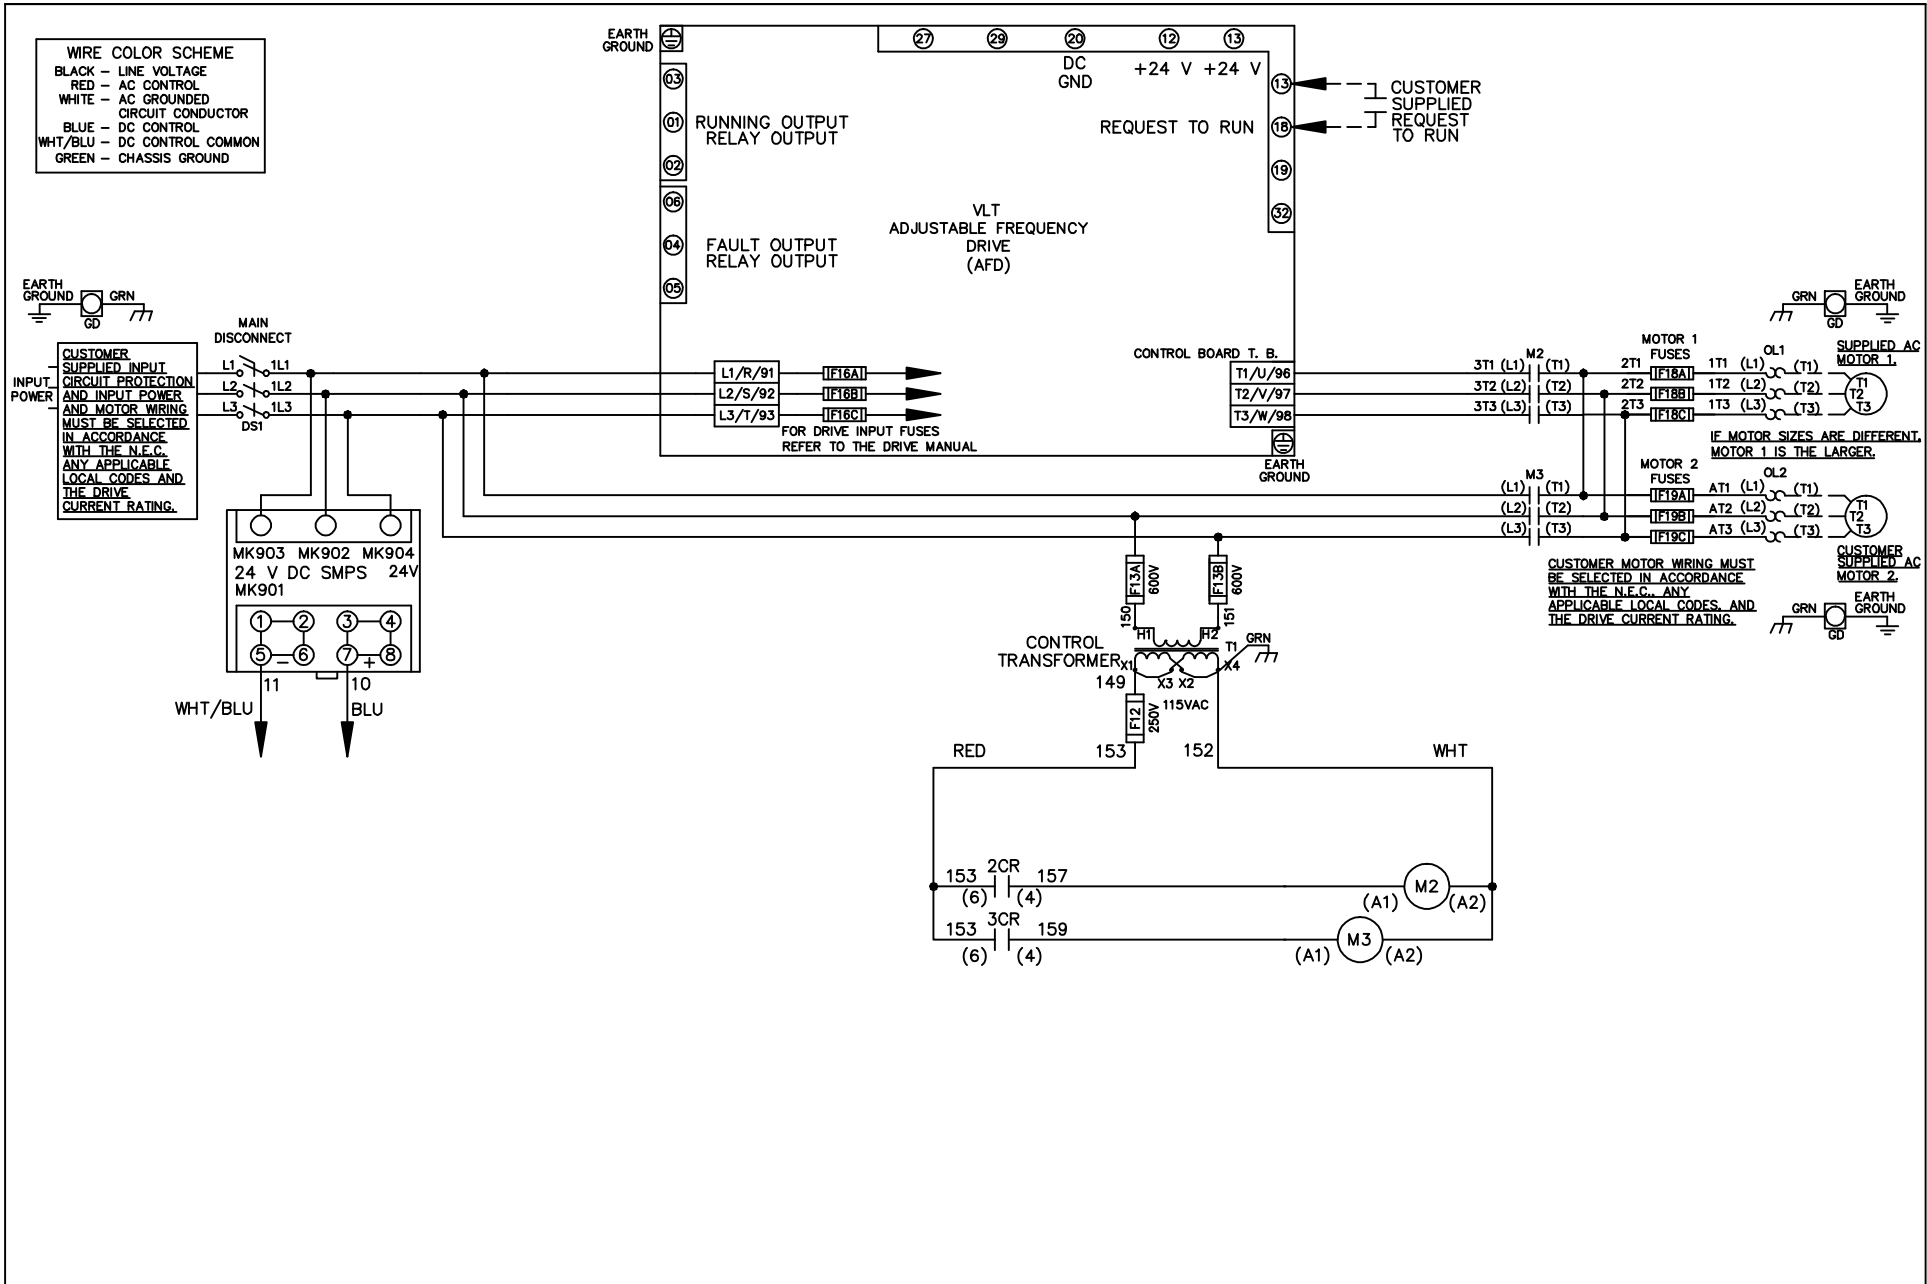 WIRE COLOR SCHEME
BLACK – LINE VOLTAGE
RED – AC CONTROL
WHITE – AC GROUNDED
CIRCUIT CONDUCTOR
BLUE – DC CONTROL
WHT/BLU – DC CONTROL COMMON
GREEN – CHASSIS GROUND
EARTH
GROUND
27 29 20 12 13
DC
GND
+24 V +24 V
03
01
02
RUNNING OUTPUT
RELAY OUTPUT
06
04
05
FAULT OUTPUT
RELAY OUTPUT
VLT
ADJUSTABLE FREQUENCY
DRIVE
(AFD)
REQUEST TO RUN
13
18
19
32
CUSTOMER
SUPPLIED
REQUEST
TO RUN
EARTH
GROUND
GRN
GD
INPUT
POWER
CUSTOMER
SUPPLIED INPUT
CIRCUIT PROTECTION
AND INPUT POWER
AND MOTOR WIRING
MUST BE SELECTED
IN ACCORDANCE
WITH THE N.E.C.
ANY APPLICABLE
LOCAL CODES AND
THE DRIVE
CURRENT RATING.
MAIN
DISCONNECT
L1 1L1
L2 1L2
L3 1L3
DS1
L1/R/91 F16A
L2/S/92 F16B
L3/T/93 F16C
FOR DRIVE INPUT FUSES
REFER TO THE DRIVE MANUAL
CONTROL BOARD T. B.
T1/U/96
T2/V/97
T3/W/98
EARTH
GROUND
M2
3T1 (L1) (T1)
3T2 (L2) (T2)
3T3 (L3) (T3)
MOTOR 1
FUSES
2T1 F18A 1T1 (L1)
2T2 F18B 1T2 (L2)
2T3 F18C 1T3 (L3)
OL1
(T1)
(T2)
(T3)
T1
T2
T3
GRN
GD
EARTH
GROUND
SUPPLIED AC
MOTOR 1.
IF MOTOR SIZES ARE DIFFERENT,
MOTOR 1 IS THE LARGER.
M3
(L1) (T1)
(L2) (T2)
(L3) (T3)
MOTOR 2
FUSES
F19A AT1 (L1)
F19B AT2 (L2)
F19C AT3 (L3)
OL2
(T1)
(T2)
(T3)
T1
T2
T3
CUSTOMER
SUPPLIED AC
MOTOR 2.
CUSTOMER MOTOR WIRING MUST
BE SELECTED IN ACCORDANCE
WITH THE N.E.C., ANY
APPLICABLE LOCAL CODES, AND
THE DRIVE CURRENT RATING.
GRN
GD
EARTH
GROUND
MK903 MK902 MK904
24 V DC SMPS 24V
MK901
1 2 3 4
5 – 6 7 + 8
11 10
WHT/BLU BLU
F13A 600V
F13B 600V
150 151
H1 H2
CONTROL
TRANSFORMER
T1
GRN
X1 X3 X2 X4
149
115VAC
F12 250V
RED 153 152 WHT
153 2CR 157
(6) (4)
(A1) M2 (A2)
153 3CR 159
(6) (4)
(A1) M3 (A2)